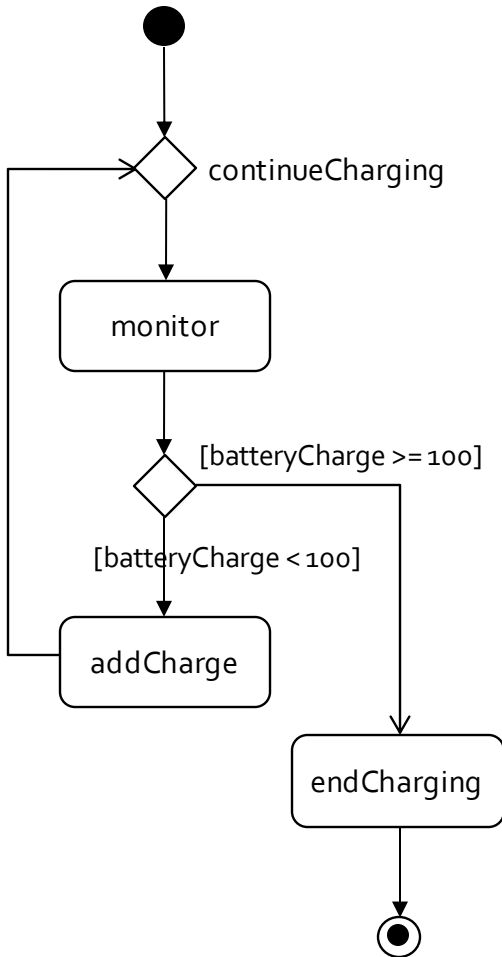 continueCharging
monitor
[batteryCharge >= 100]
[batteryCharge < 100]
addCharge
endCharging